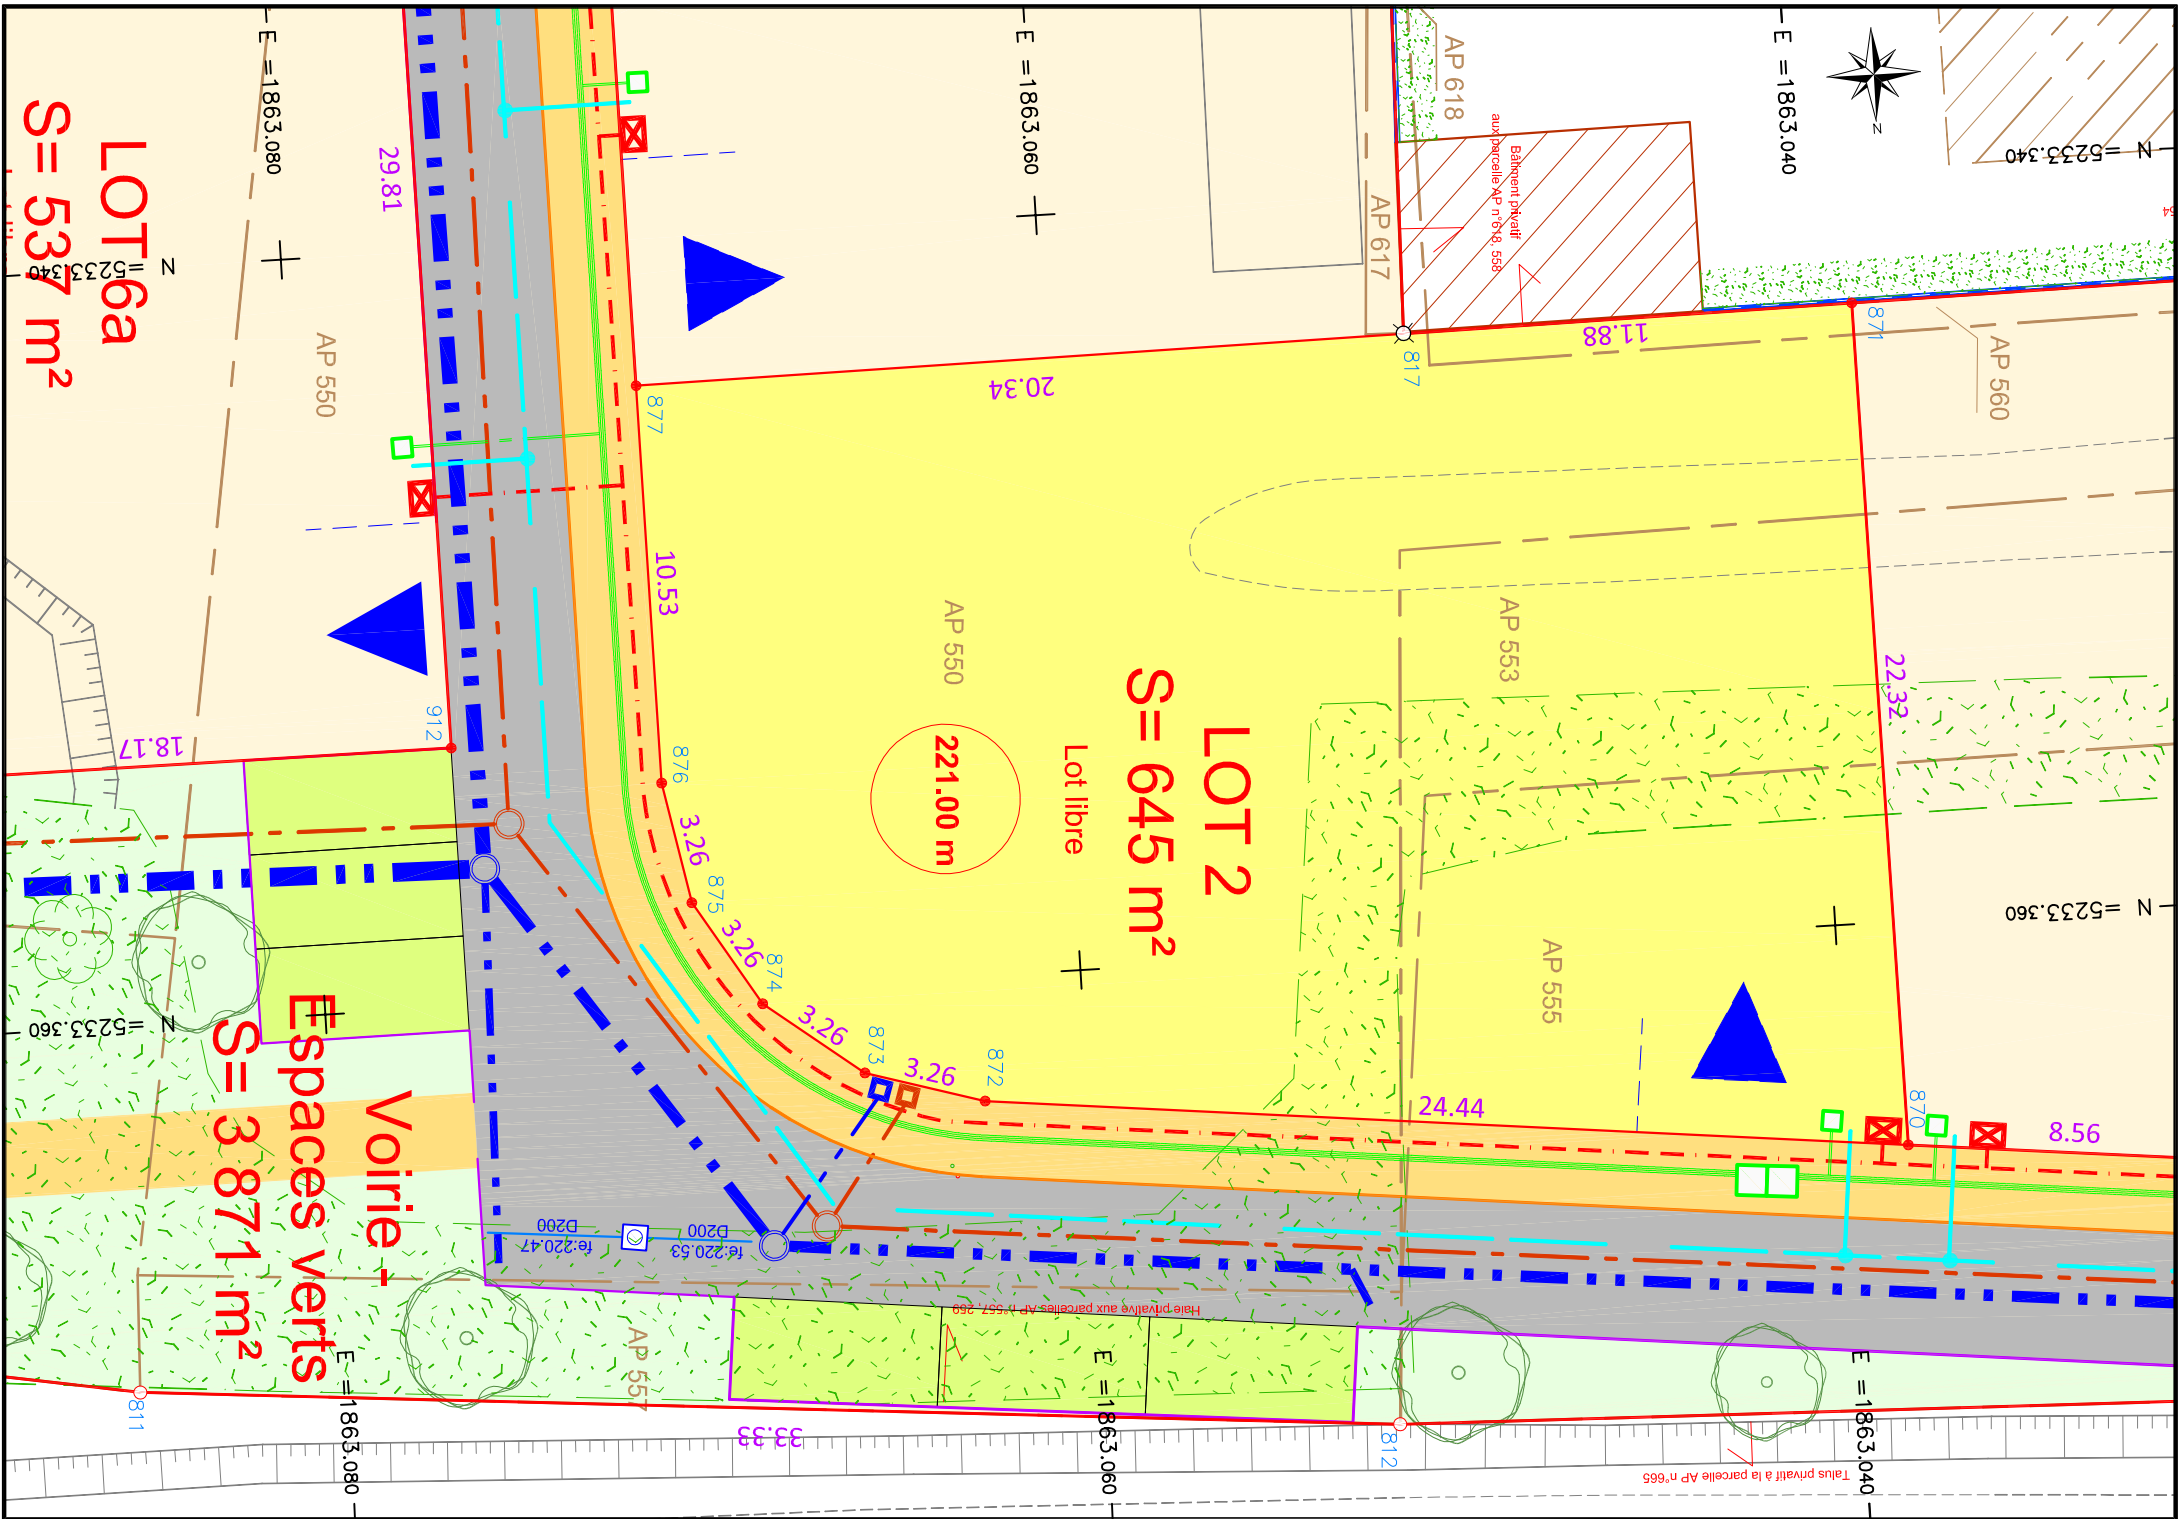 E =1863.080
E =1863.060
E =1863.040
N =5233.340
N =5233.340
N
AP 618
AP 617
Bâtiment privatif
aux parcelle AP n°618, 558
LOT 6a
S= 537 m²
29.81
AP 550
11.88
817
871
AP 560
20.34
877
10.53
876
3.26
875
3.26
874
3.26
873
3.26
872
24.44
870
8.56
22.32
AP 550
AP 553
AP 555
LOT 2
S= 645 m²
Lot libre
221.00 m
912
18.17
N =5233.360
N =5233.360
Voirie -
Espaces verts
S= 3 871 m²
D200
fe:220.47
D200
fe:220.53
Haie privative aux parcelles AP n°557, 259
AP 557
811
33.33
812
E =1863.080
E =1863.060
E =1863.040
Talus privatif à la parcelle AP n°665